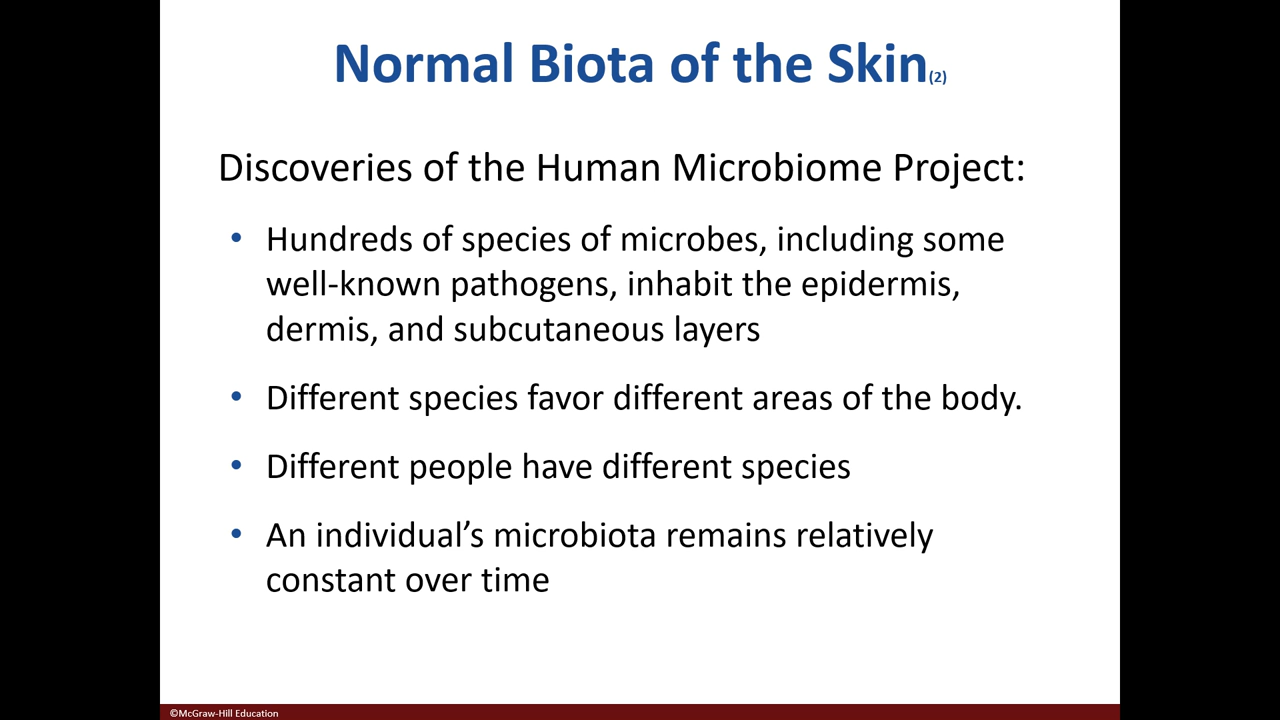 Normal Biota of the Skin(2)
Discoveries of the Human Microbiome Project:
• Hundreds of species of microbes, including some
well-known pathogens, inhabit the epidermis,
dermis, and subcutaneous layers
• Different species favor different areas of the body.
• Different people have different species
• An individual’s microbiota remains relatively
constant over time
©McGraw-Hill Education